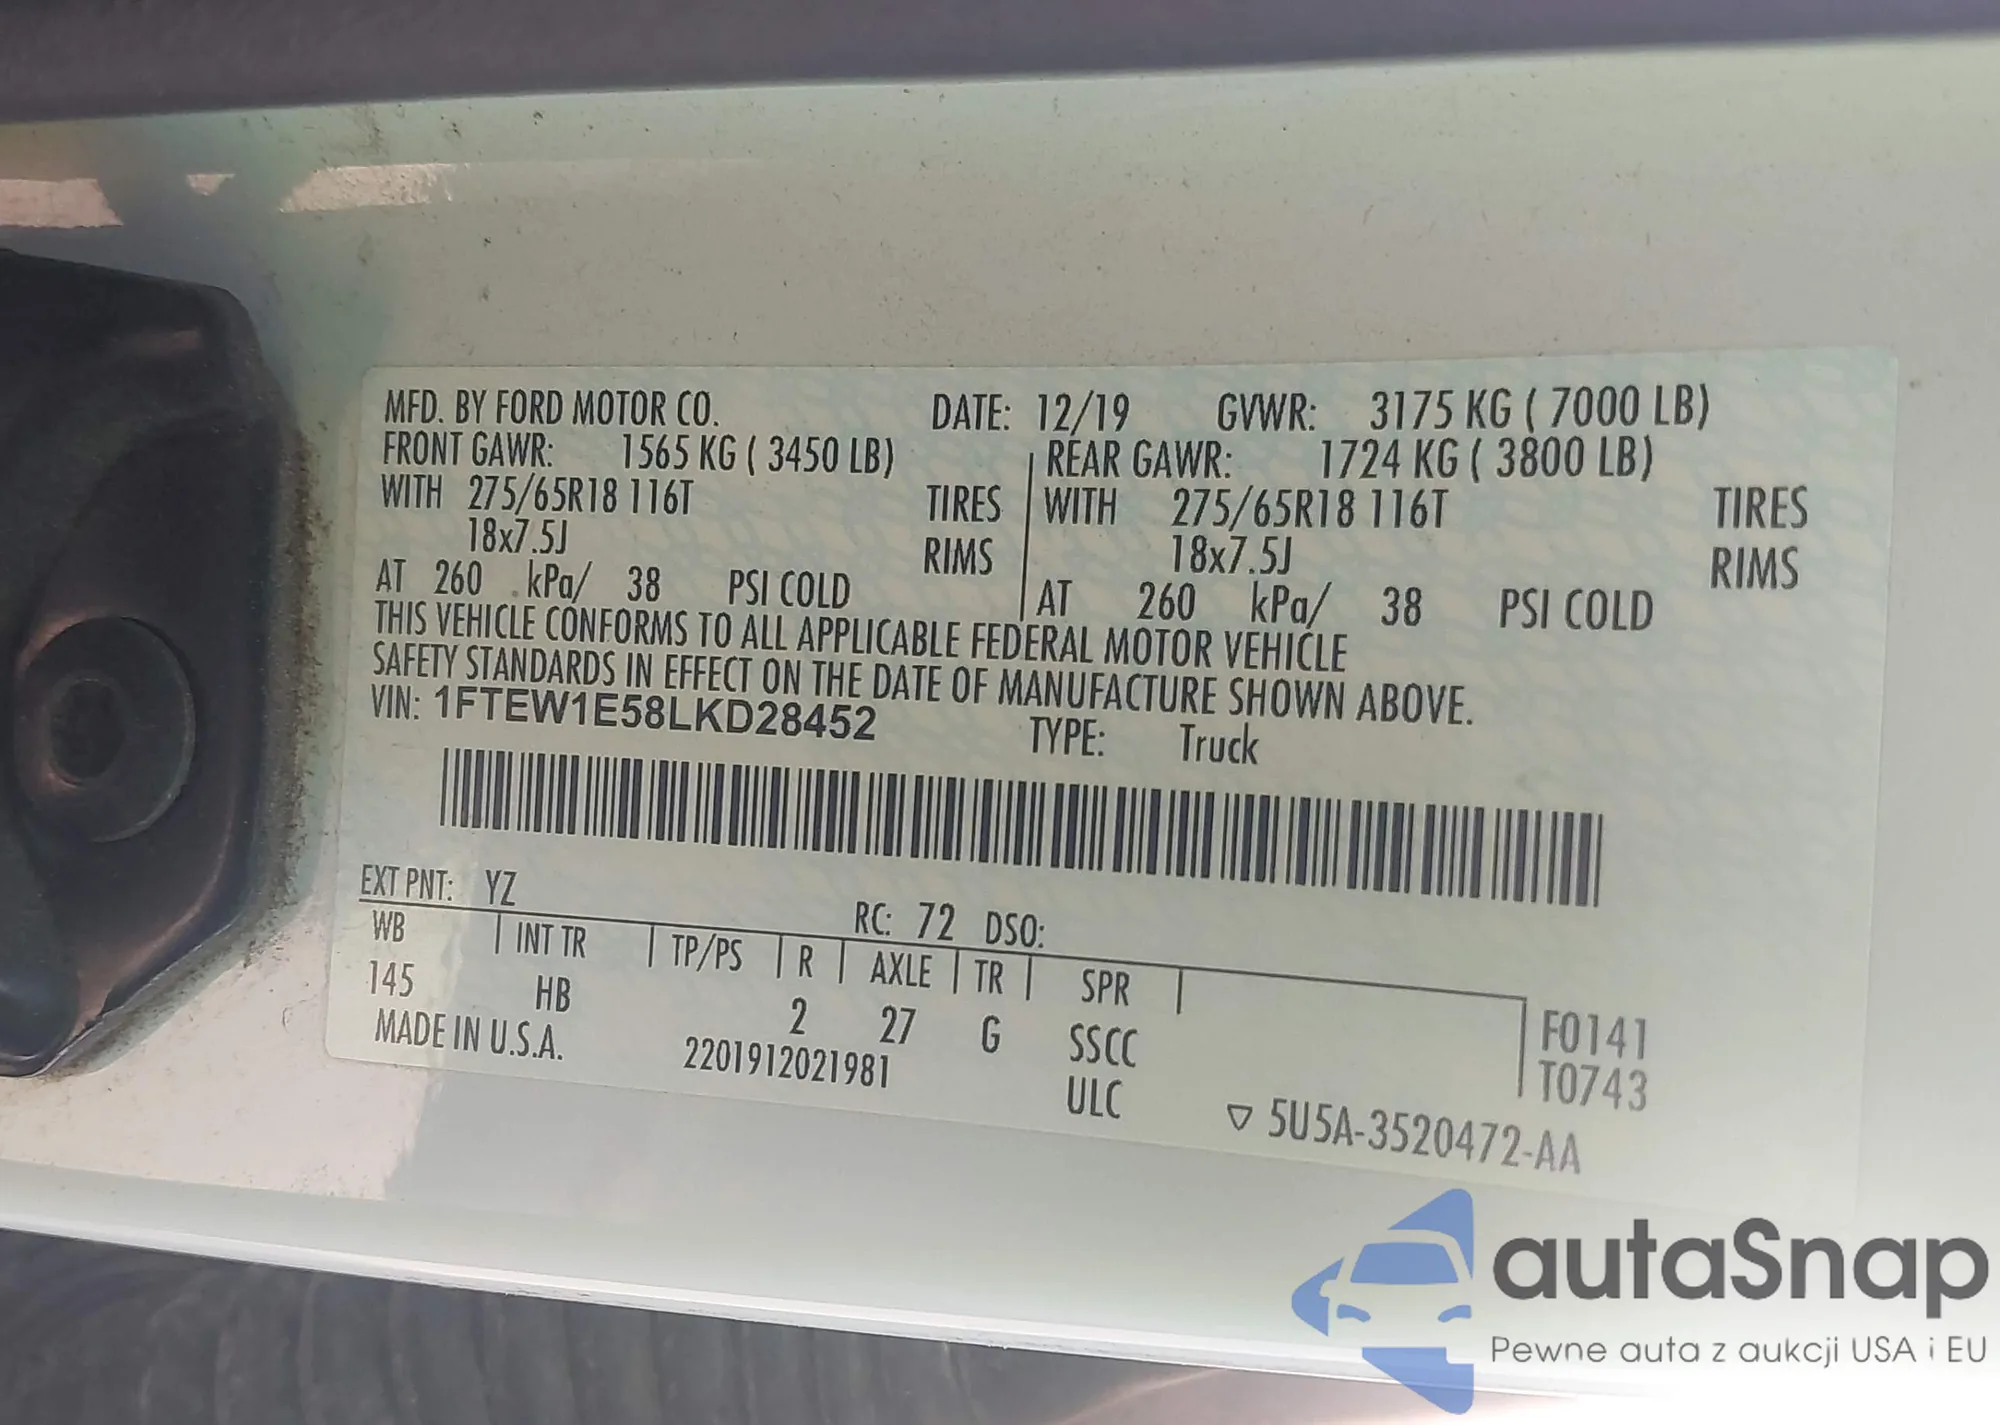 MFD. BY FORD MOTOR CO. DATE: 12/19 GVWR: 3175 KG ( 7000 LB)
FRONT GAWR: 1565 KG ( 3450 LB) REAR GAWR: 1724 KG ( 3800 LB)
WITH 275/65R18 116T TIRES WITH 275/65R18 116T TIRES
18x7.5J RIMS 18x7.5J RIMS
AT 260 kPa/ 38 PSI COLD AT 260 kPa/ 38 PSI COLD
THIS VEHICLE CONFORMS TO ALL APPLICABLE FEDERAL MOTOR VEHICLE
SAFETY STANDARDS IN EFFECT ON THE DATE OF MANUFACTURE SHOWN ABOVE.
VIN: 1FTEW1E58LKD28452 TYPE: Truck
EXT PNT: YZ RC: 72 DSO:
WB INT TR TP/PS R AXLE TR SPR
145 HB 2 27 G SSCC F0141
MADE IN U.S.A. 2201912021981 ULC T0743
▽ 5U5A-3520472-AA
autaSnap
Pewne auta z aukcji USA i EU